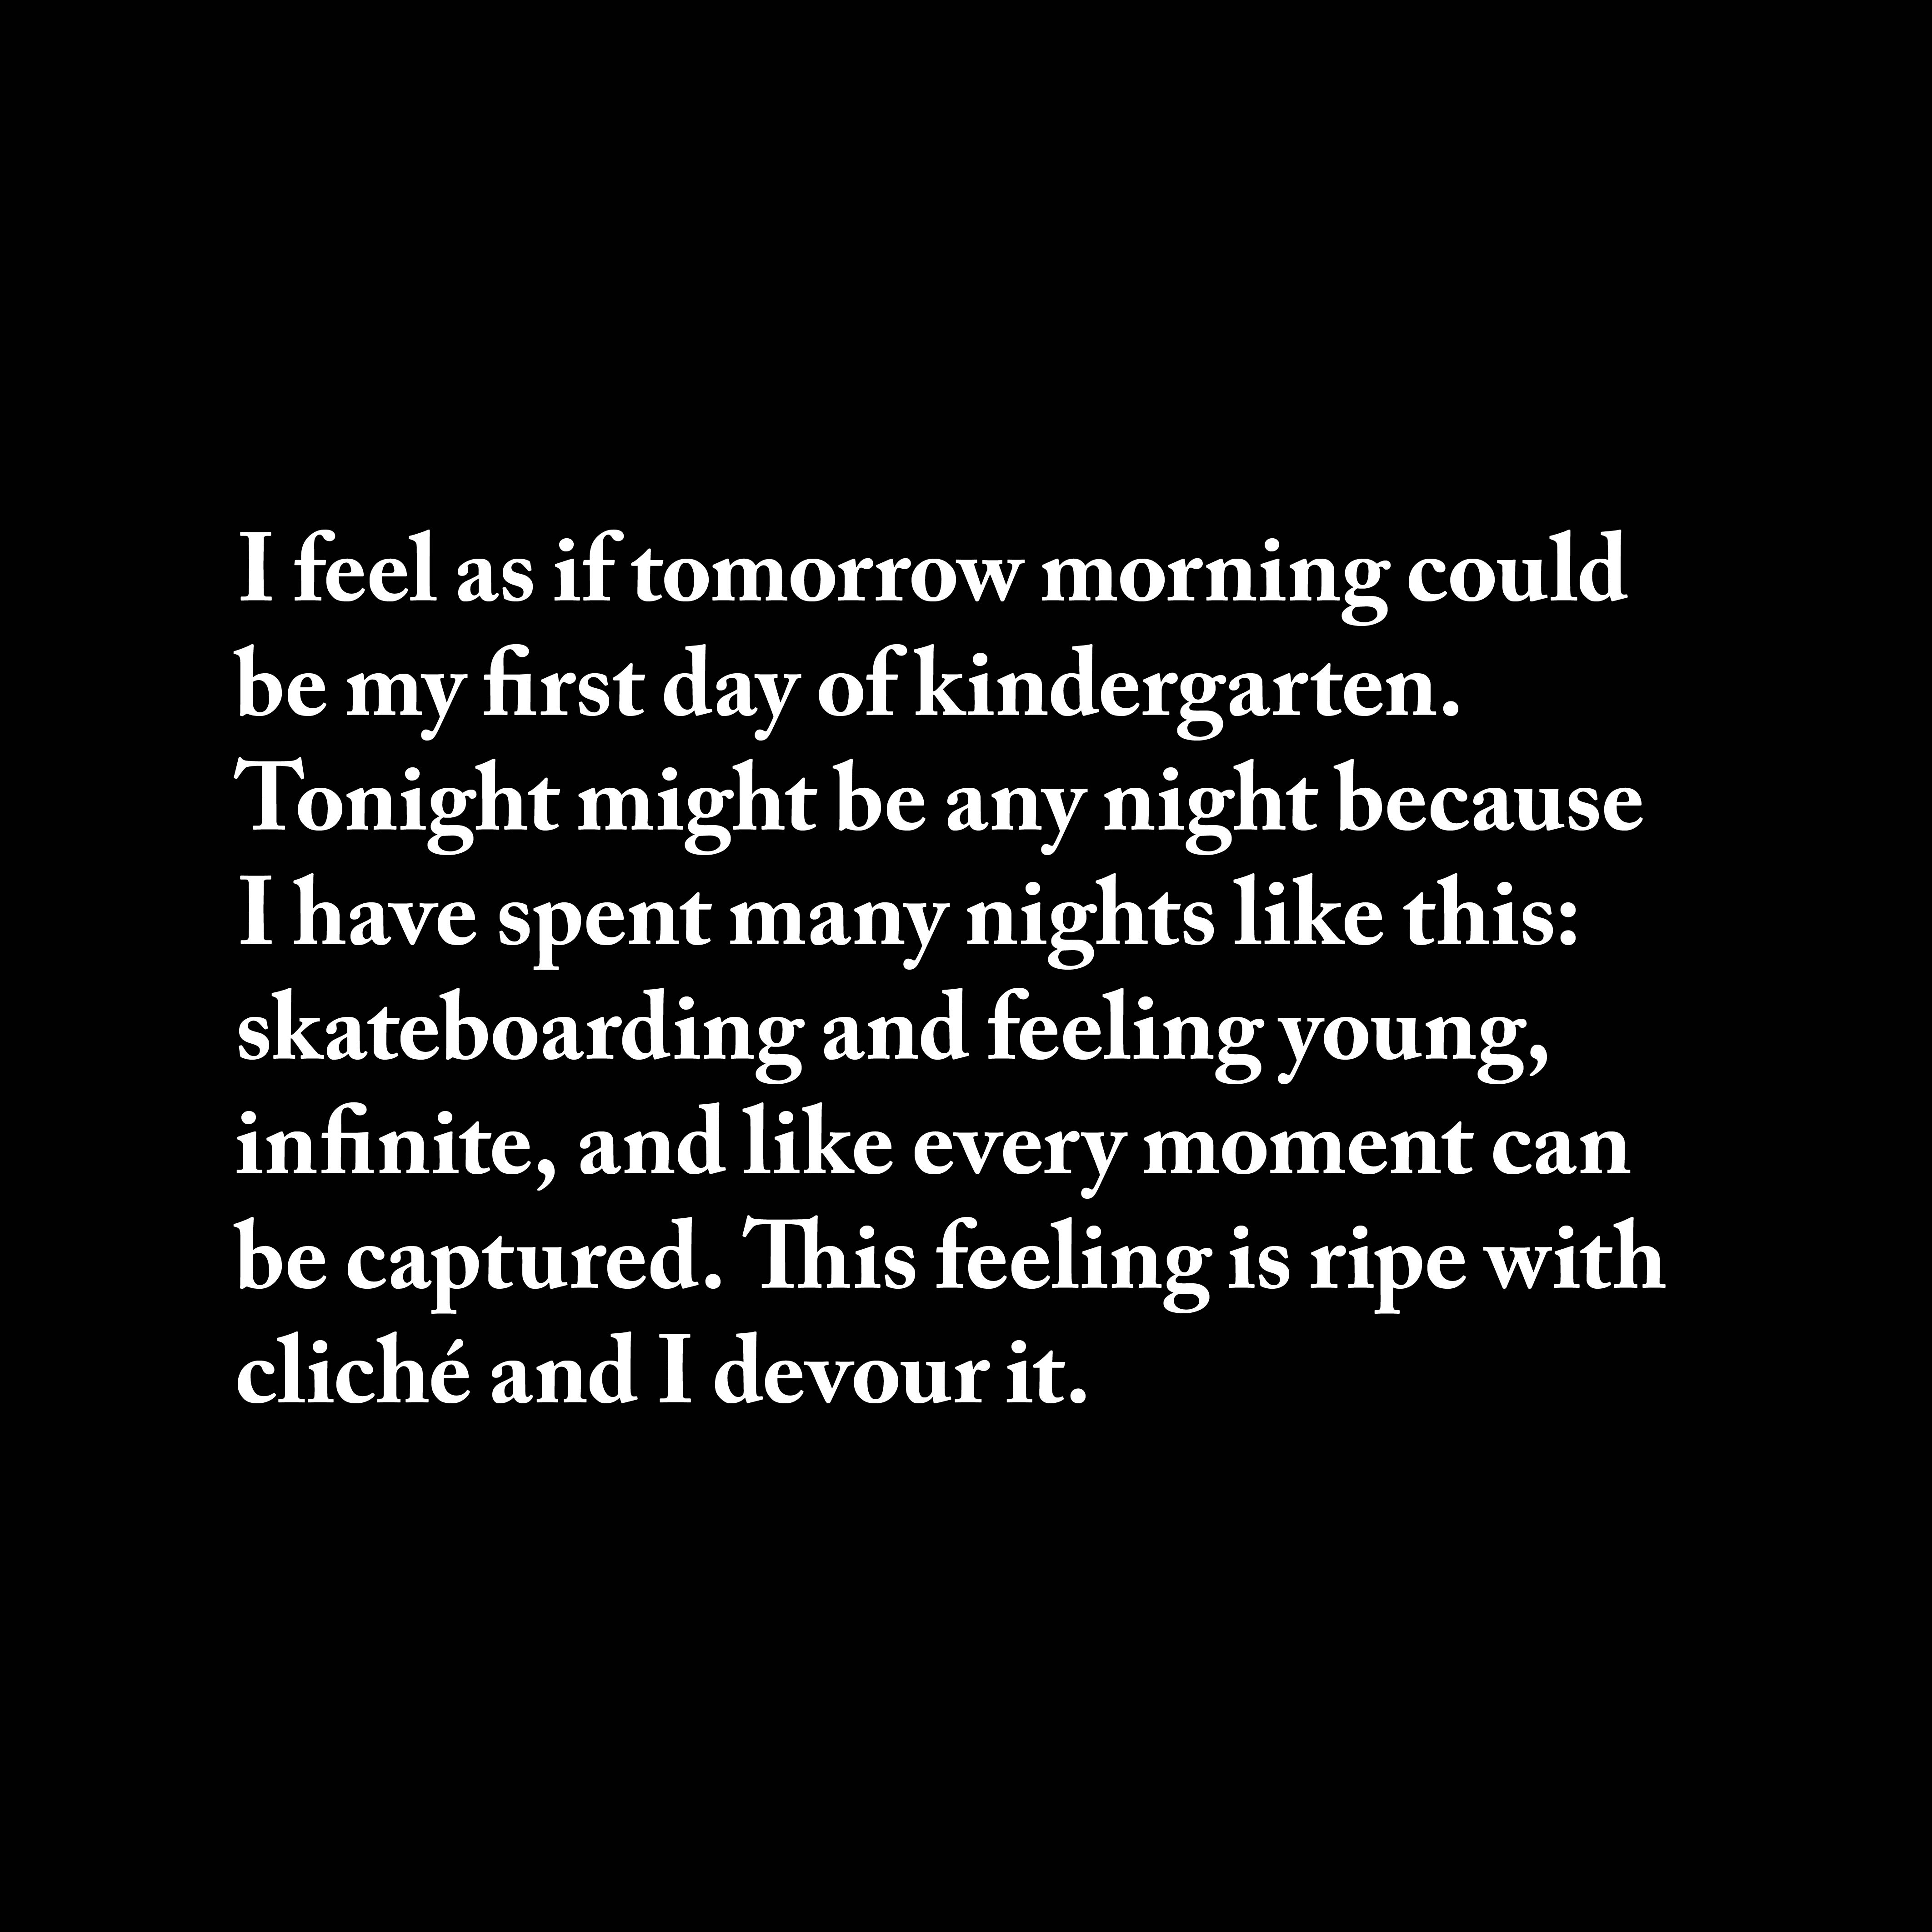 I feel as if tomorrow morning could
be my first day of kindergarten.
Tonight might be any night because
I have spent many nights like this:
skateboarding and feeling young,
infinite, and like every moment can
be captured. This feeling is ripe with
cliché and I devour it.